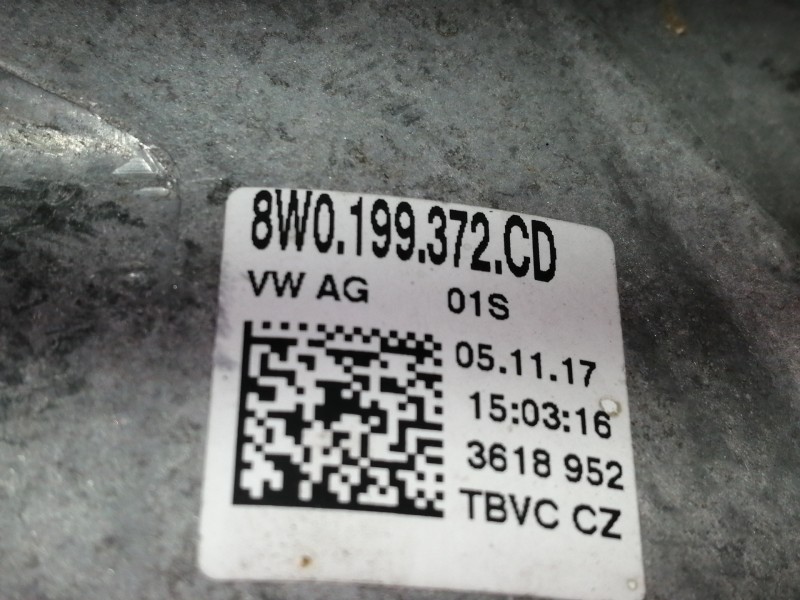 8W0.199.372.CD
VW AG 01S
05.11.17
15:03:16
3618 952
TBVC CZ